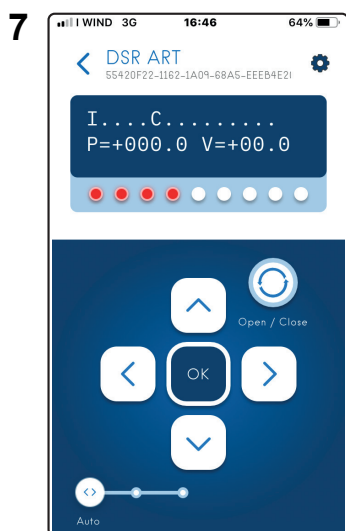 7
WIND 3G 16:46 64%
DSR ART
55420F22-1162-1A09-68A5-EEEB4E2(
I....C.........
P=+000.0 V=+00.0
Open / Close
OK
Auto